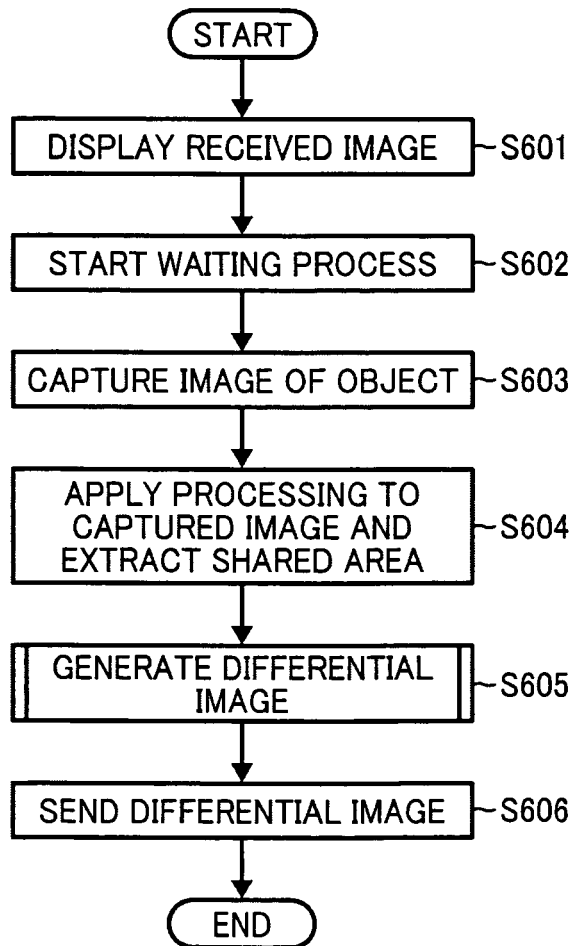 START
DISPLAY RECEIVED IMAGE ~S601
START WAITING PROCESS ~S602
CAPTURE IMAGE OF OBJECT ~S603
APPLY PROCESSING TO
CAPTURED IMAGE AND ~S604
EXTRACT SHARED AREA
GENERATE DIFFERENTIAL ~S605
IMAGE
SEND DIFFERENTIAL IMAGE ~S606
END